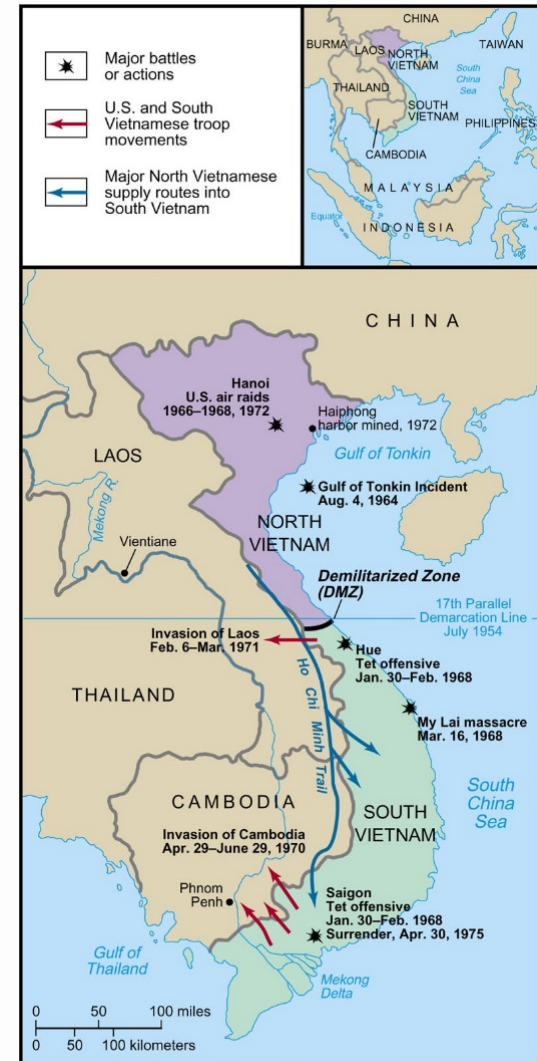 Major battles
or actions
U.S. and South
Vietnamese troop
movements
Major North Vietnamese
supply routes into
South Vietnam
CHINA
BURMA
LAOS
NORTH
VIETNAM
TAIWAN
South
China
Sea
THAILAND
SOUTH
VIETNAM
PHILIPPINES
CAMBODIA
MALAYSIA
Equator
INDONESIA
CHINA
Hanoi
U.S. air raids
1966–1968, 1972
Haiphong
harbor mined, 1972
Gulf of Tonkin
LAOS
Mekong R.
Gulf of Tonkin Incident
Aug. 4, 1964
NORTH
VIETNAM
Vientiane
Demilitarized Zone
(DMZ)
17th Parallel
Demarcation Line
July 1954
Invasion of Laos
Feb. 6–Mar. 1971
Hue
Tet offensive
Jan. 30–Feb. 1968
Ho Chi Minh Trail
THAILAND
My Lai massacre
Mar. 16, 1968
South
China
Sea
CAMBODIA
SOUTH
VIETNAM
Invasion of Cambodia
Apr. 29–June 29, 1970
Phnom
Penh
Saigon
Tet offensive
Jan. 30–Feb. 1968
Surrender, Apr. 30, 1975
Gulf of
Thailand
Mekong
Delta
0 50 100 miles
0 50 100 kilometers